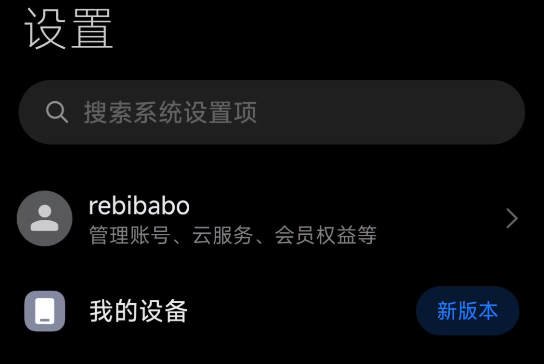 设置
搜索系统设置项
rebibabo
管理账号、云服务、会员权益等
我的设备
新版本